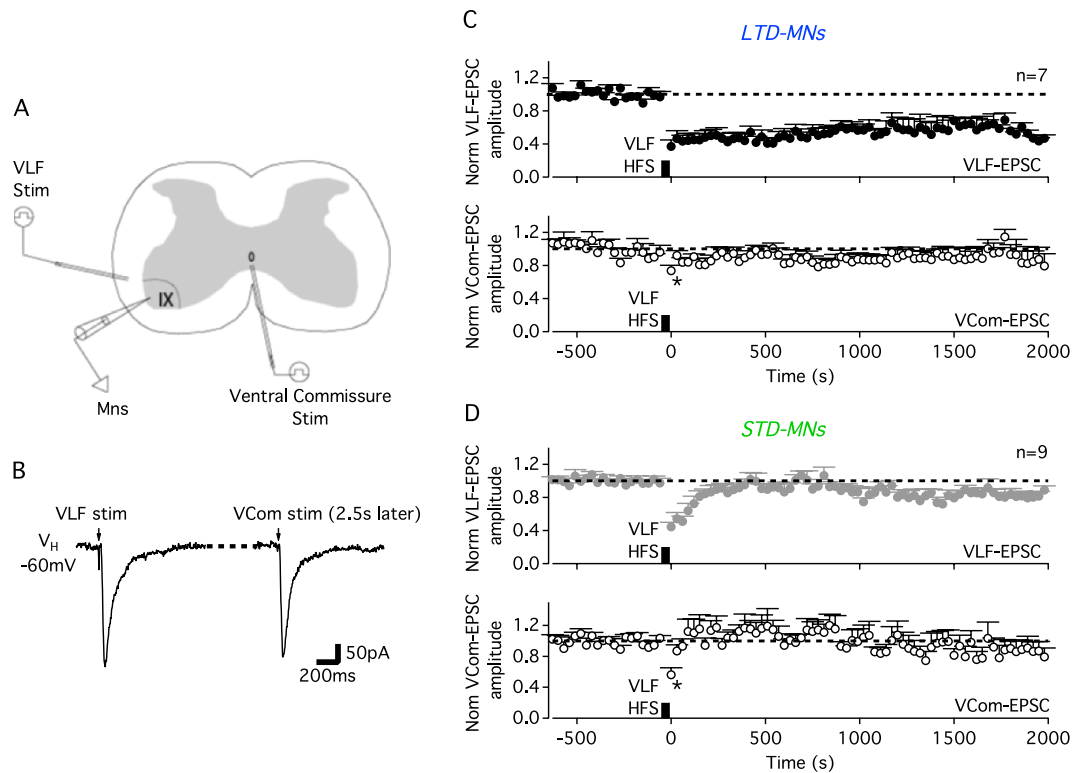 A
VLF
Stim
IX
Mns
Ventral Commissure
Stim
B
VLF stim
VCom stim (2.5s later)
VH
-60mV
50pA
200ms
C
LTD-MNs
n=7
Norm VLF-EPSC
amplitude
1.2
0.8
0.4
0.0
VLF
HFS
VLF-EPSC
Norm VCom-EPSC
amplitude
1.2
0.8
0.4
0.0
*
VLF
HFS
VCom-EPSC
-500
0
500
1000
1500
2000
Time (s)
D
STD-MNs
n=9
Norm VLF-EPSC
amplitude
1.2
0.8
0.4
0.0
VLF
HFS
VLF-EPSC
Nom VCom-EPSC
amplitude
1.2
0.8
0.4
0.0
*
VLF
HFS
VCom-EPSC
-500
0
500
1000
1500
2000
Time (s)